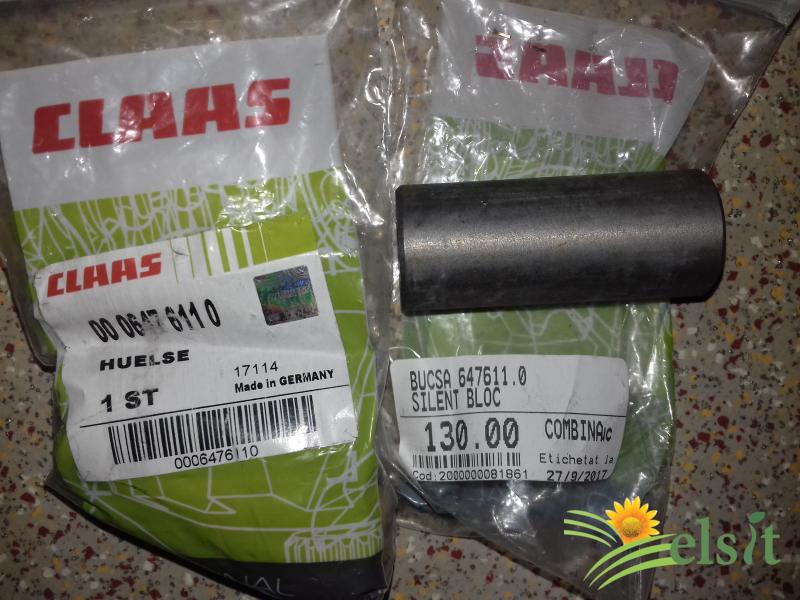 CLAAS
CLAAS
CLAAS
00 0647 611 0
HUELSE
17114
Made in GERMANY
1 ST
0006476110
BUCSA 647611.0
SILENT BLOC
130.00
COMBINA/C
Etichetat la
Cod:2000000081861
27/9/2017
elsit